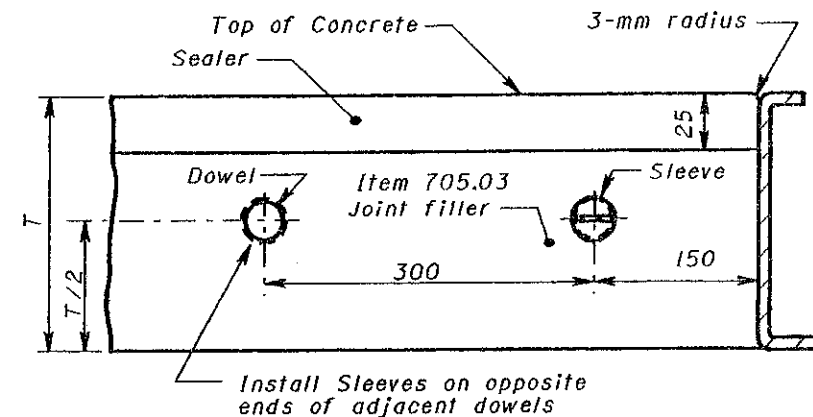 Top of Concrete
3-mm radius
Sealer
25
Dowel
Item 705.03
Joint filler
Sleeve
T
T/2
300
150
Install Sleeves on opposite
ends of adjacent dowels